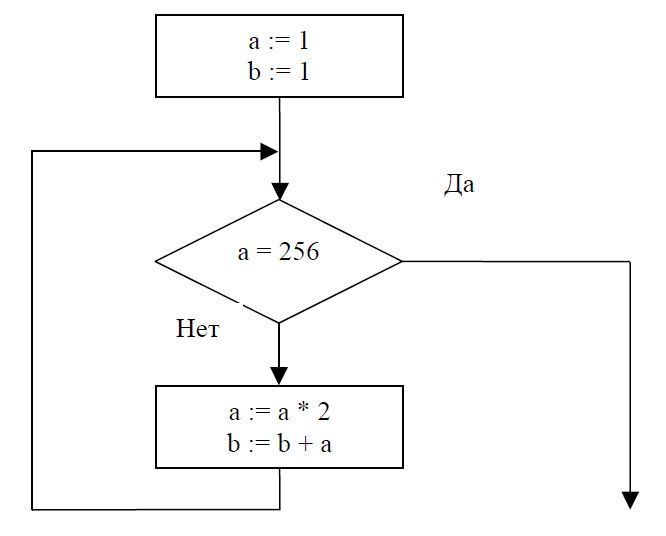 a := 1
b := 1
Да
a = 256
Нет
a := a * 2
b := b + a